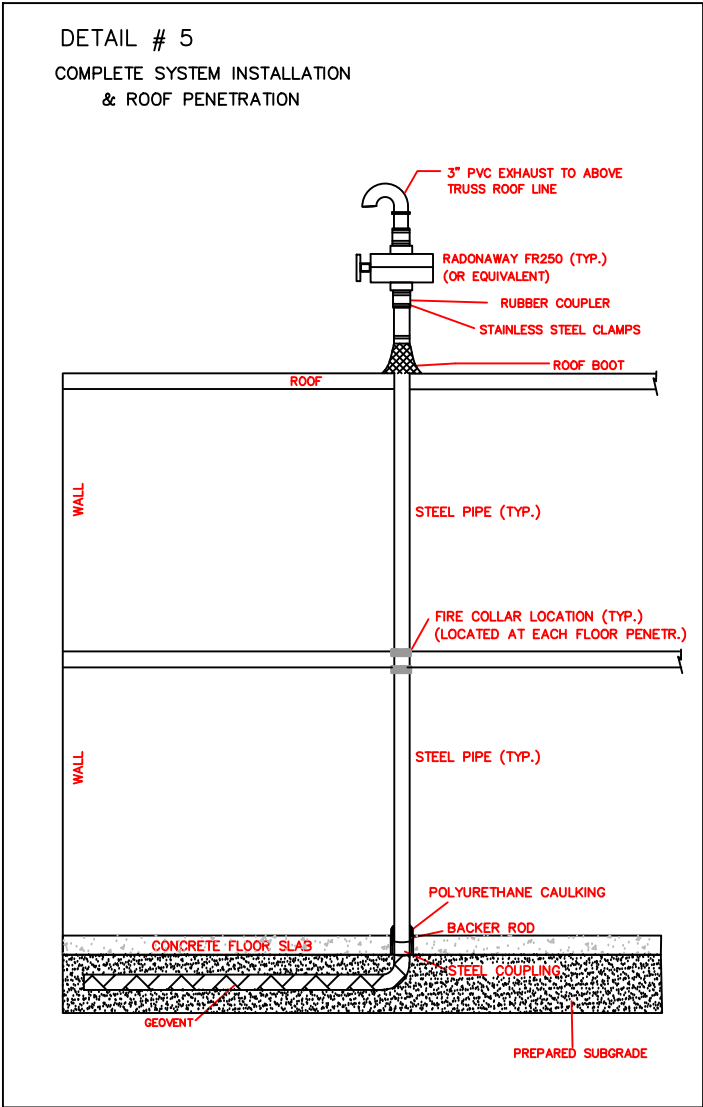 DETAIL # 5
COMPLETE SYSTEM INSTALLATION
& ROOF PENETRATION
3" PVC EXHAUST TO ABOVE
TRUSS ROOF LINE
RADONAWAY FR250 (TYP.)
(OR EQUIVALENT)
RUBBER COUPLER
STAINLESS STEEL CLAMPS
ROOF BOOT
ROOF
WALL
STEEL PIPE (TYP.)
FIRE COLLAR LOCATION (TYP.)
(LOCATED AT EACH FLOOR PENETR.)
WALL
STEEL PIPE (TYP.)
POLYURETHANE CAULKING
BACKER ROD
CONCRETE FLOOR SLAB
STEEL COUPLING
GEOVENT
PREPARED SUBGRADE